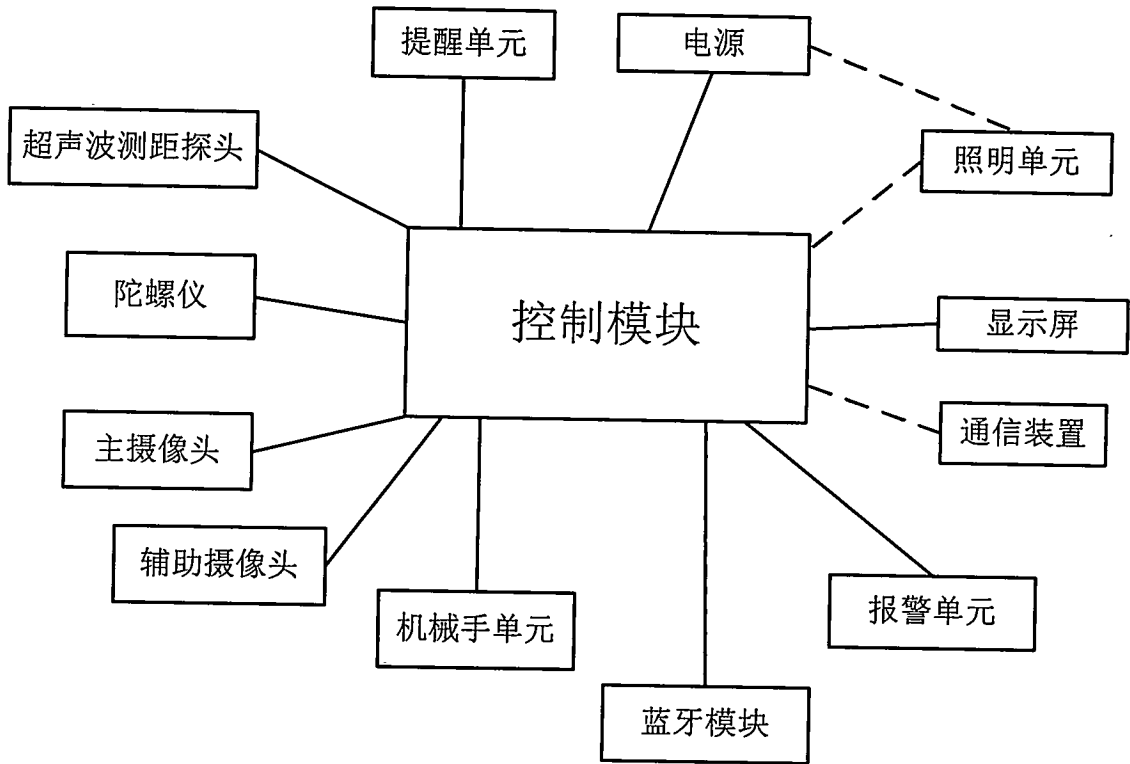 提醒单元
电源
超声波测距探头
照明单元
陀螺仪
控制模块
显示屏
主摄像头
通信装置
辅助摄像头
机械手单元
报警单元
蓝牙模块